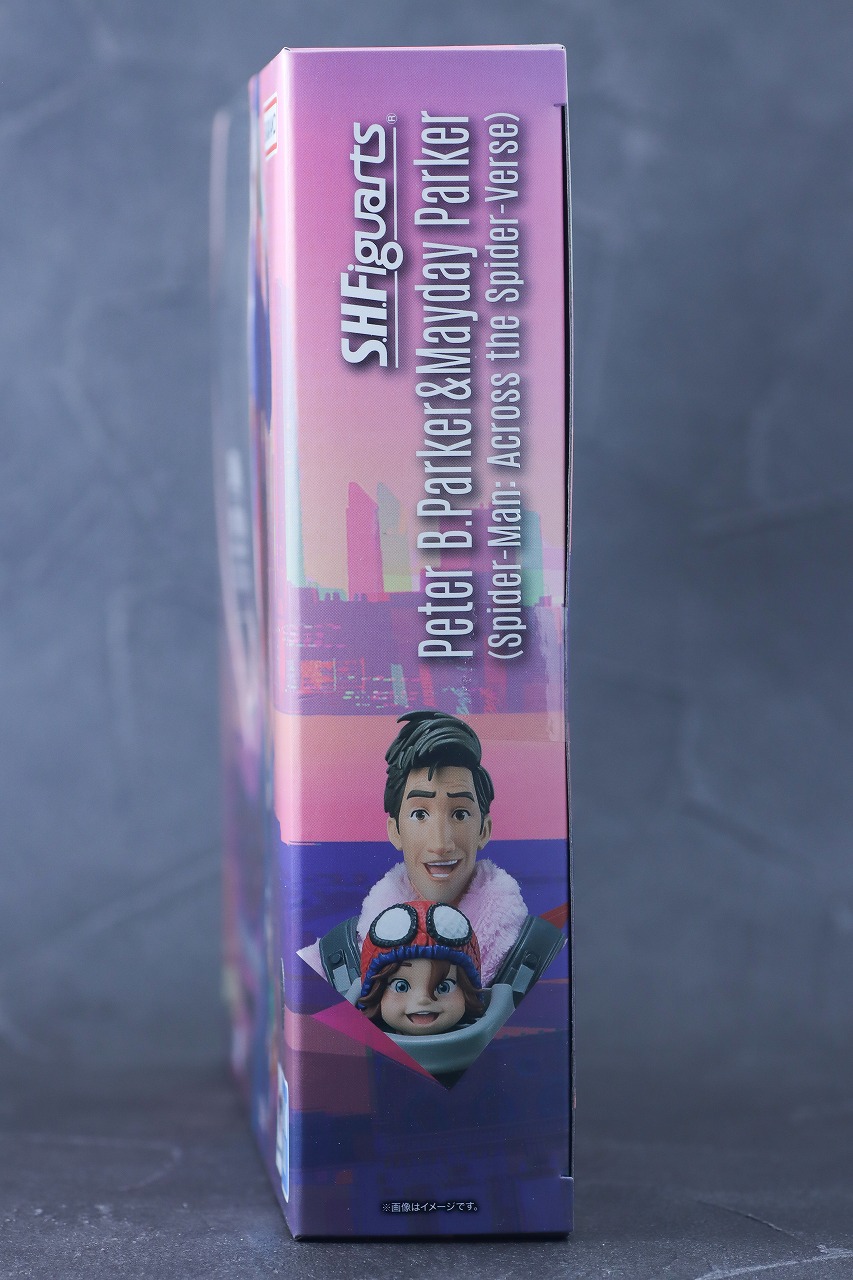 S.H.Figuarts®
Peter B.Parker&Mayday Parker
(Spider-Man: Across the Spider-Verse)
※画像はイメージです。